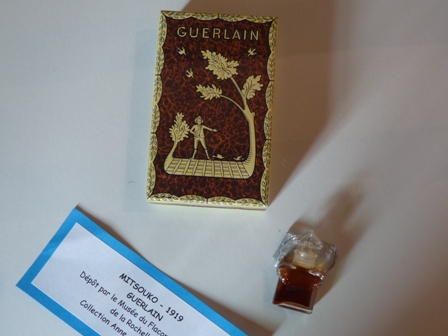 GUERLAIN
MITSOUKO - 1919
GUERLAIN
Dépôt par le Musée du Flacon
de la Rochelle
Collection Anne